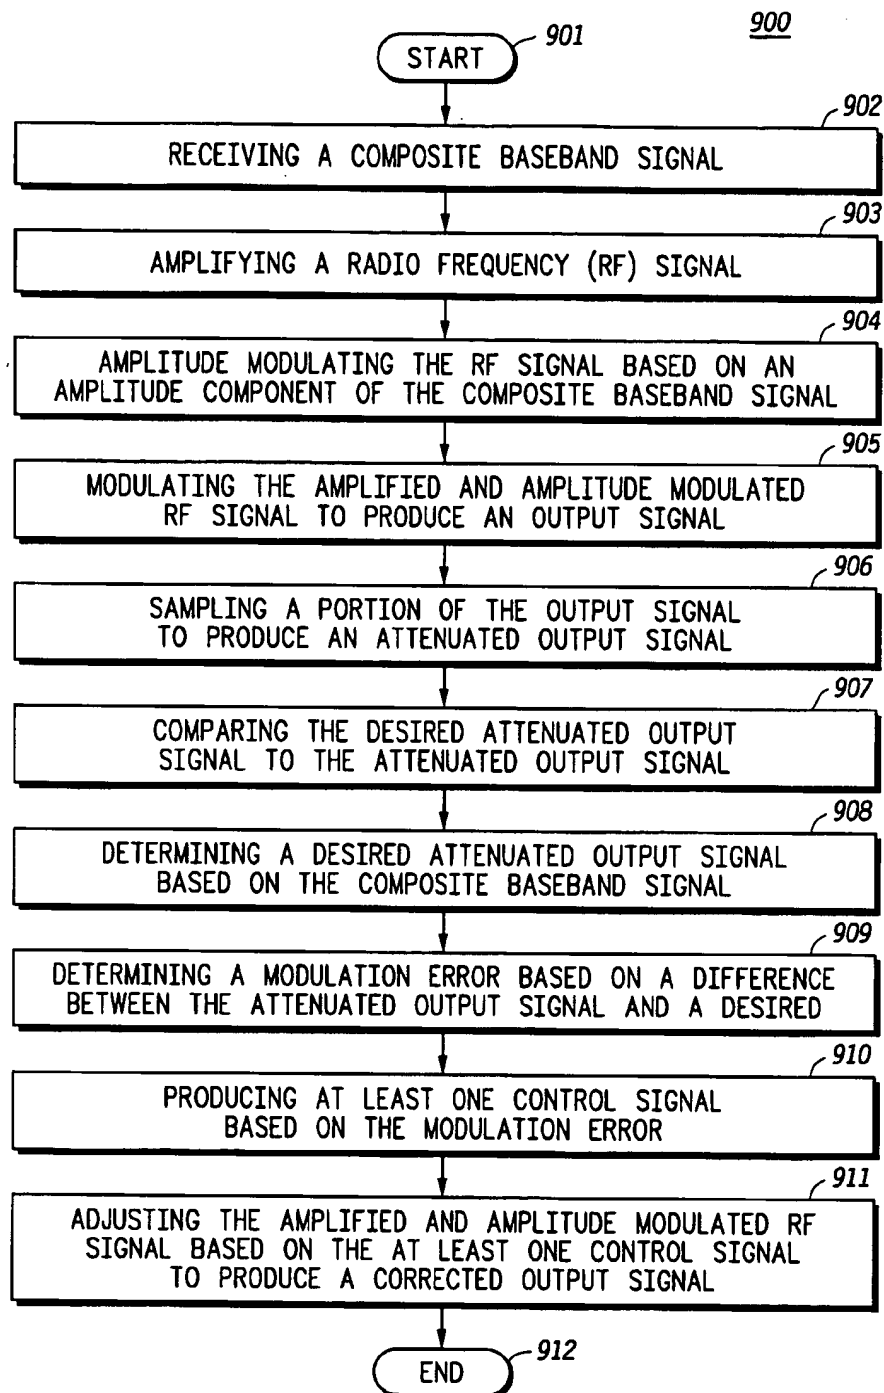 900
START
901
902
RECEIVING A COMPOSITE BASEBAND SIGNAL
903
AMPLIFYING A RADIO FREQUENCY (RF) SIGNAL
904
AMPLITUDE MODULATING THE RF SIGNAL BASED ON AN
AMPLITUDE COMPONENT OF THE COMPOSITE BASEBAND SIGNAL
905
MODULATING THE AMPLIFIED AND AMPLITUDE MODULATED
RF SIGNAL TO PRODUCE AN OUTPUT SIGNAL
906
SAMPLING A PORTION OF THE OUTPUT SIGNAL
TO PRODUCE AN ATTENUATED OUTPUT SIGNAL
907
COMPARING THE DESIRED ATTENUATED OUTPUT
SIGNAL TO THE ATTENUATED OUTPUT SIGNAL
908
DETERMINING A DESIRED ATTENUATED OUTPUT SIGNAL
BASED ON THE COMPOSITE BASEBAND SIGNAL
909
DETERMINING A MODULATION ERROR BASED ON A DIFFERENCE
BETWEEN THE ATTENUATED OUTPUT SIGNAL AND A DESIRED
910
PRODUCING AT LEAST ONE CONTROL SIGNAL
BASED ON THE MODULATION ERROR
911
ADJUSTING THE AMPLIFIED AND AMPLITUDE MODULATED RF
SIGNAL BASED ON THE AT LEAST ONE CONTROL SIGNAL
TO PRODUCE A CORRECTED OUTPUT SIGNAL
END
912